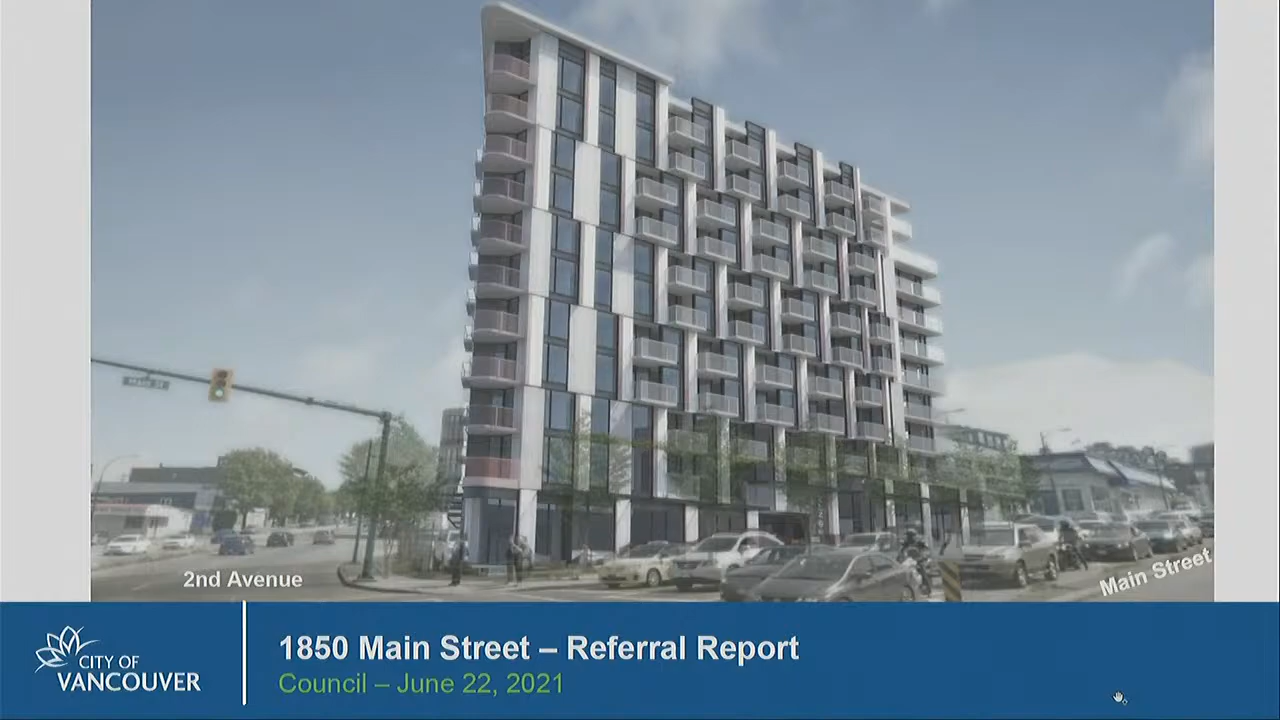 2nd Avenue
Main Street
CITY OF
VANCOUVER
1850 Main Street – Referral Report
Council – June 22, 2021